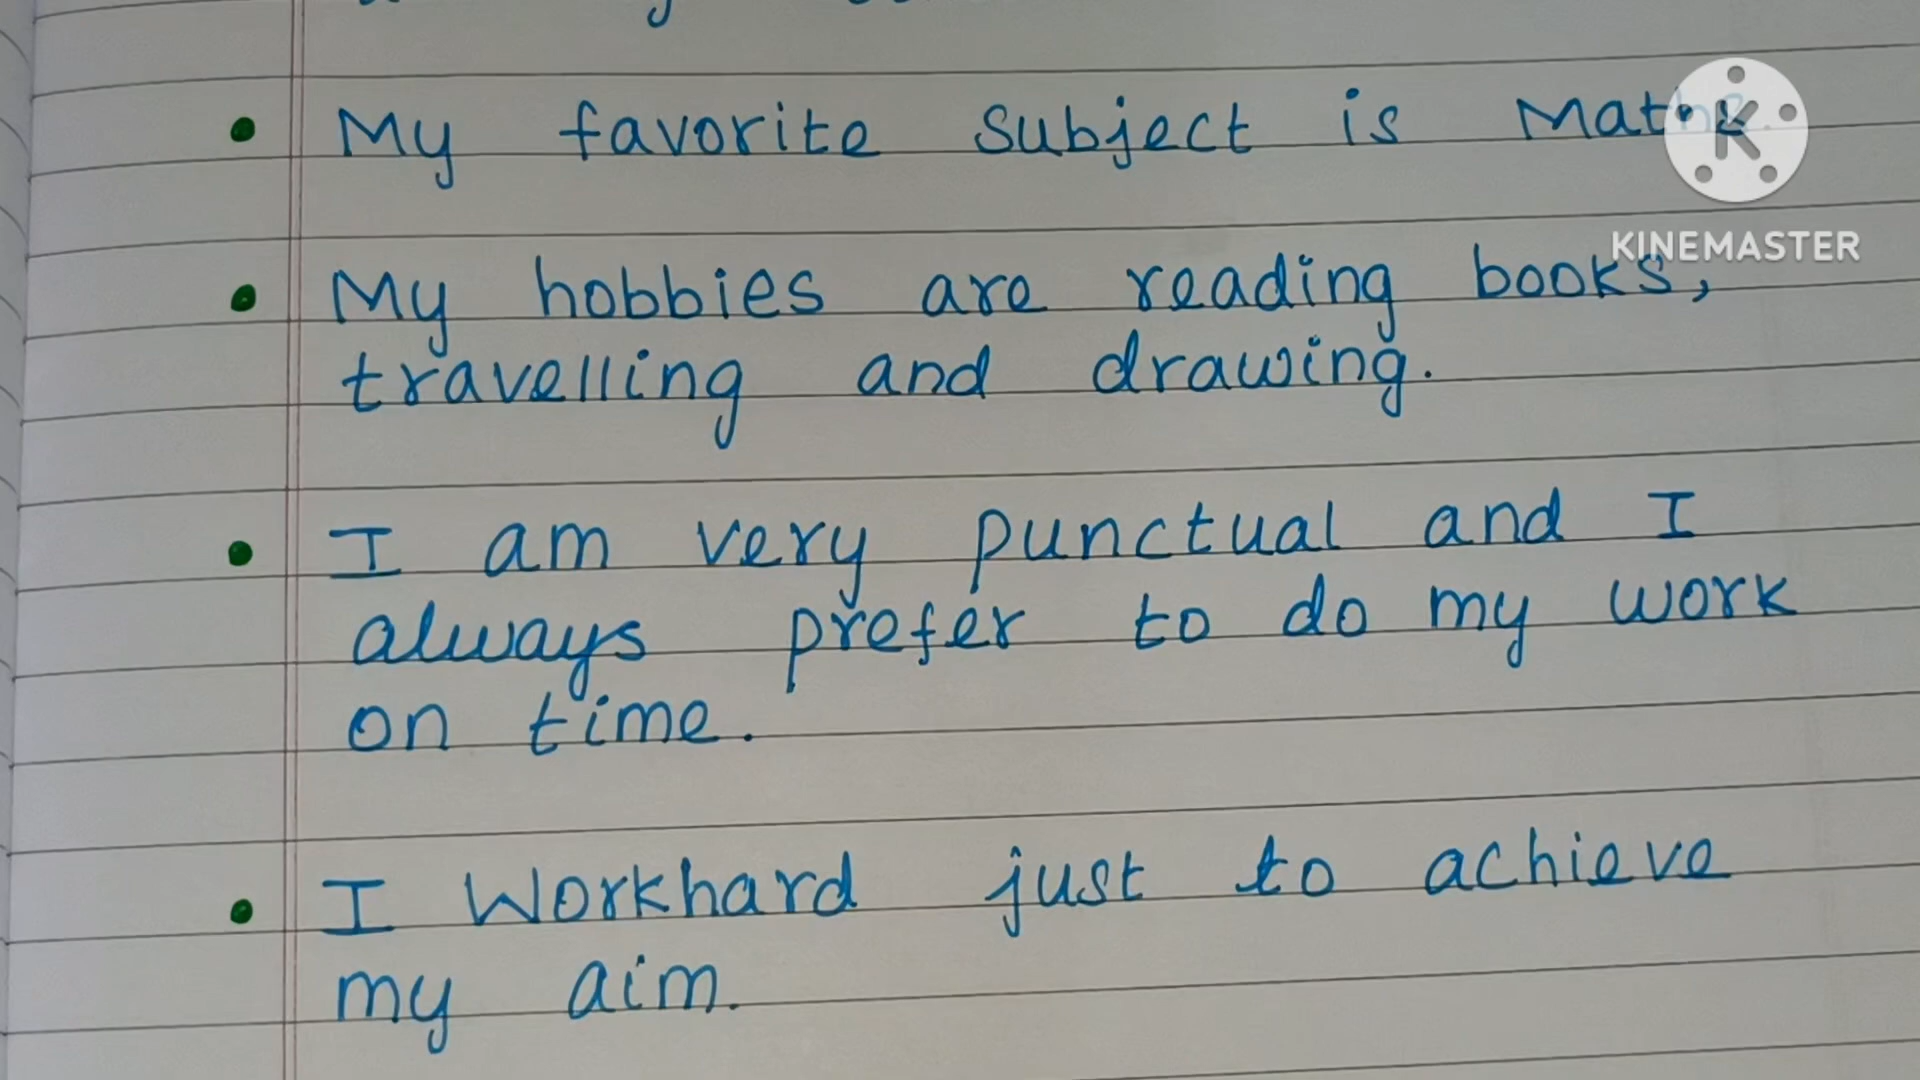 • My favorite subject is Maths.
KINEMASTER
• My hobbies are reading books,
travelling and drawing.
• I am very punctual and I
always prefer to do my work
on time.
• I Workhard just to achieve
my aim.